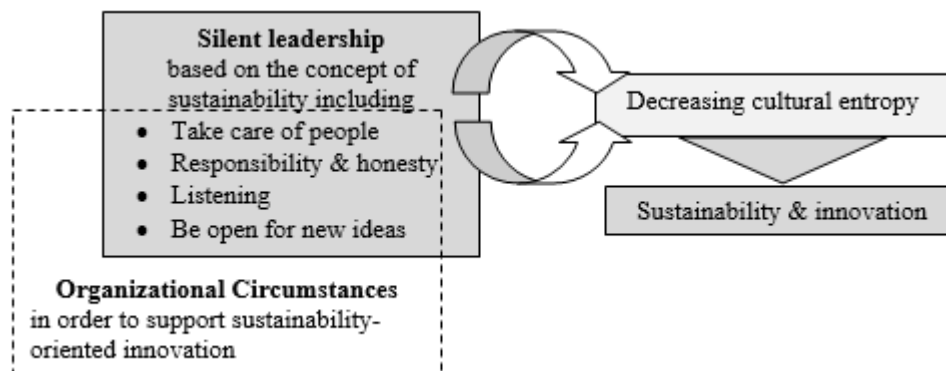 Silent leadership
based on the concept of
sustainability including
• Take care of people
• Responsibility & honesty
• Listening
• Be open for new ideas
Decreasing cultural entropy
Sustainability & innovation
Organizational Circumstances
in order to support sustainability-
oriented innovation